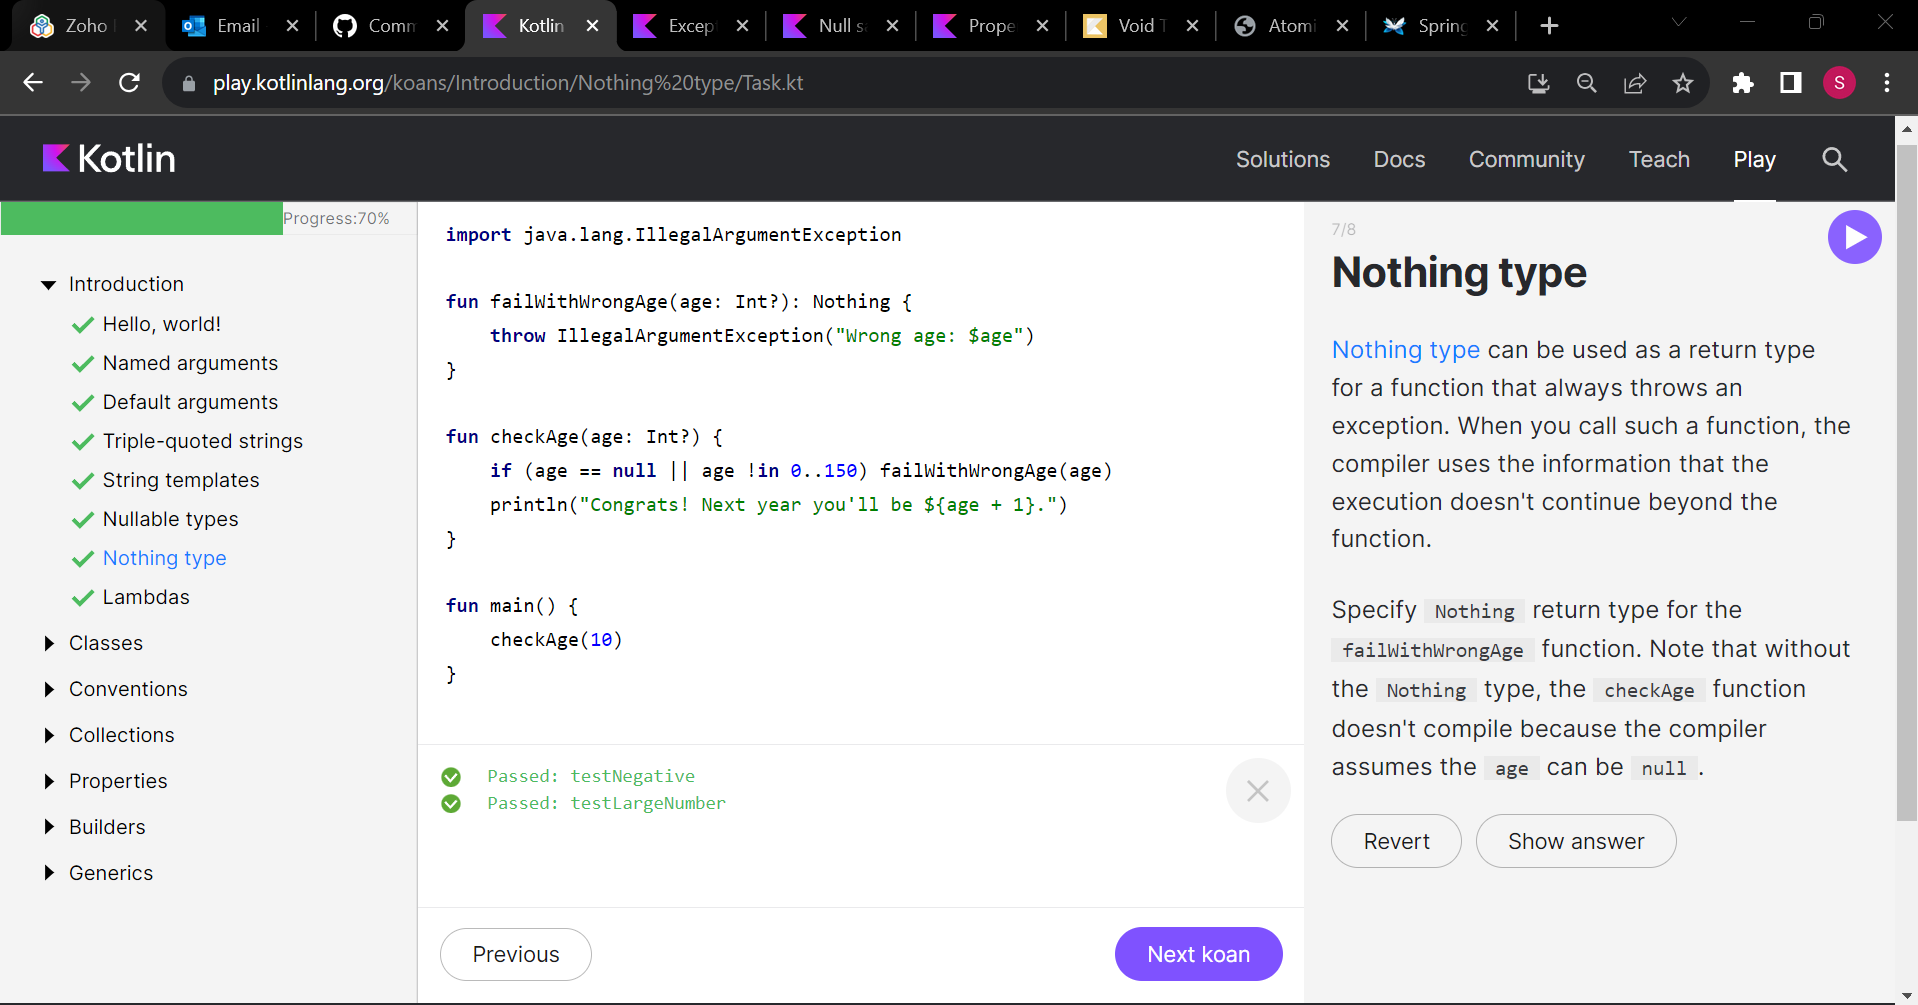 Zoho
Email
Comm
Kotlin
Excep
Null s
Prope
Void T
Atomi
Spring
play.kotlinlang.org/koans/Introduction/Nothing%20type/Task.kt
S
Kotlin
Solutions
Docs
Community
Teach
Play
Progress:70%
Introduction
Hello, world!
Named arguments
Default arguments
Triple-quoted strings
String templates
Nullable types
Nothing type
Lambdas
Classes
Conventions
Collections
Properties
Builders
Generics
import java.lang.IllegalArgumentException
fun failWithWrongAge(age: Int?): Nothing {
throw IllegalArgumentException("Wrong age: $age")
}
fun checkAge(age: Int?) {
if (age == null || age !in 0..150) failWithWrongAge(age)
println("Congrats! Next year you'll be ${age + 1}.")
}
fun main() {
checkAge(10)
}
Passed: testNegative
Passed: testLargeNumber
Previous
Next koan
7/8
Nothing type
Nothing type can be used as a return type
for a function that always throws an
exception. When you call such a function, the
compiler uses the information that the
execution doesn't continue beyond the
function.
Specify Nothing return type for the
failWithWrongAge function. Note that without
the Nothing type, the checkAge function
doesn't compile because the compiler
assumes the age can be null.
Revert
Show answer